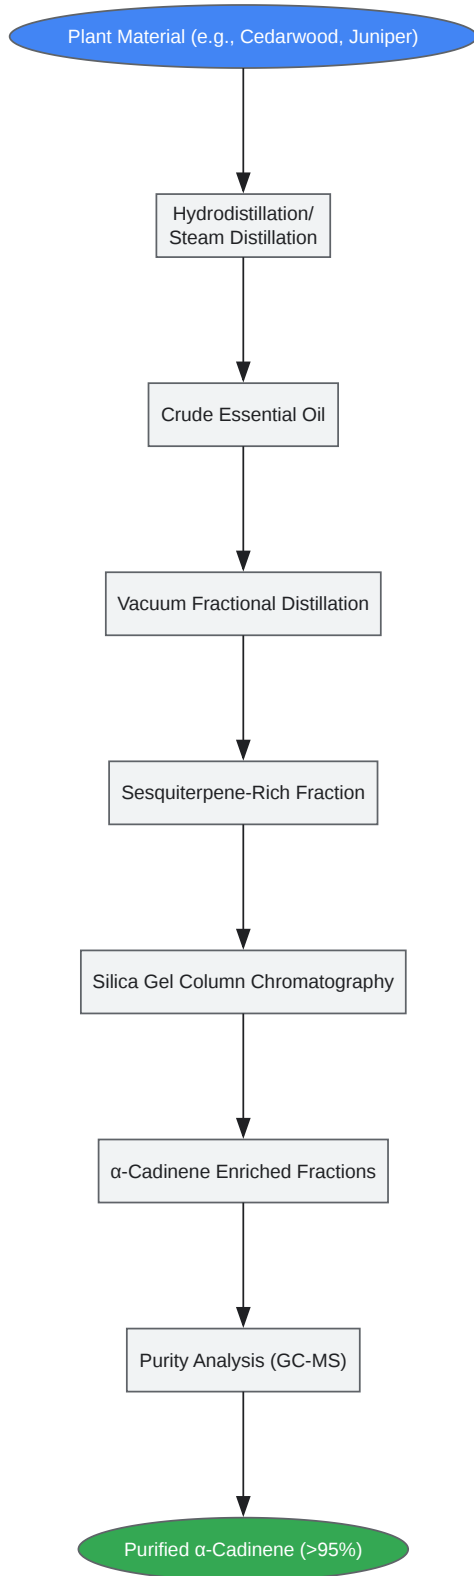 Plant Material (e.g., Cedarwood, Juniper)
Hydrodistillation/
Steam Distillation
Crude Essential Oil
Vacuum Fractional Distillation
Sesquiterpene-Rich Fraction
Silica Gel Column Chromatography
α-Cadinene Enriched Fractions
Purity Analysis (GC-MS)
Purified α-Cadinene (>95%)